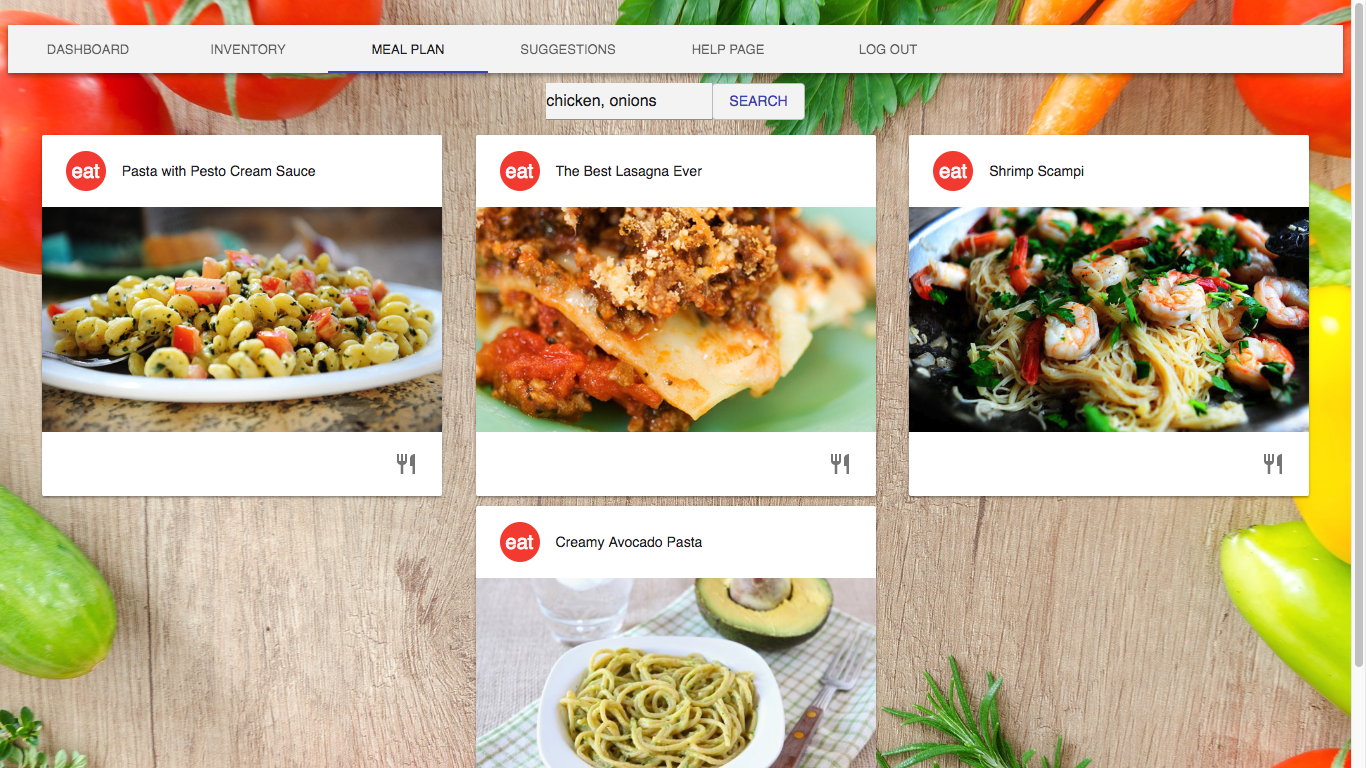 DASHBOARD INVENTORY MEAL PLAN SUGGESTIONS HELP PAGE LOG OUT
chicken, onions SEARCH
eat Pasta with Pesto Cream Sauce
eat The Best Lasagna Ever
eat Shrimp Scampi
eat Creamy Avocado Pasta